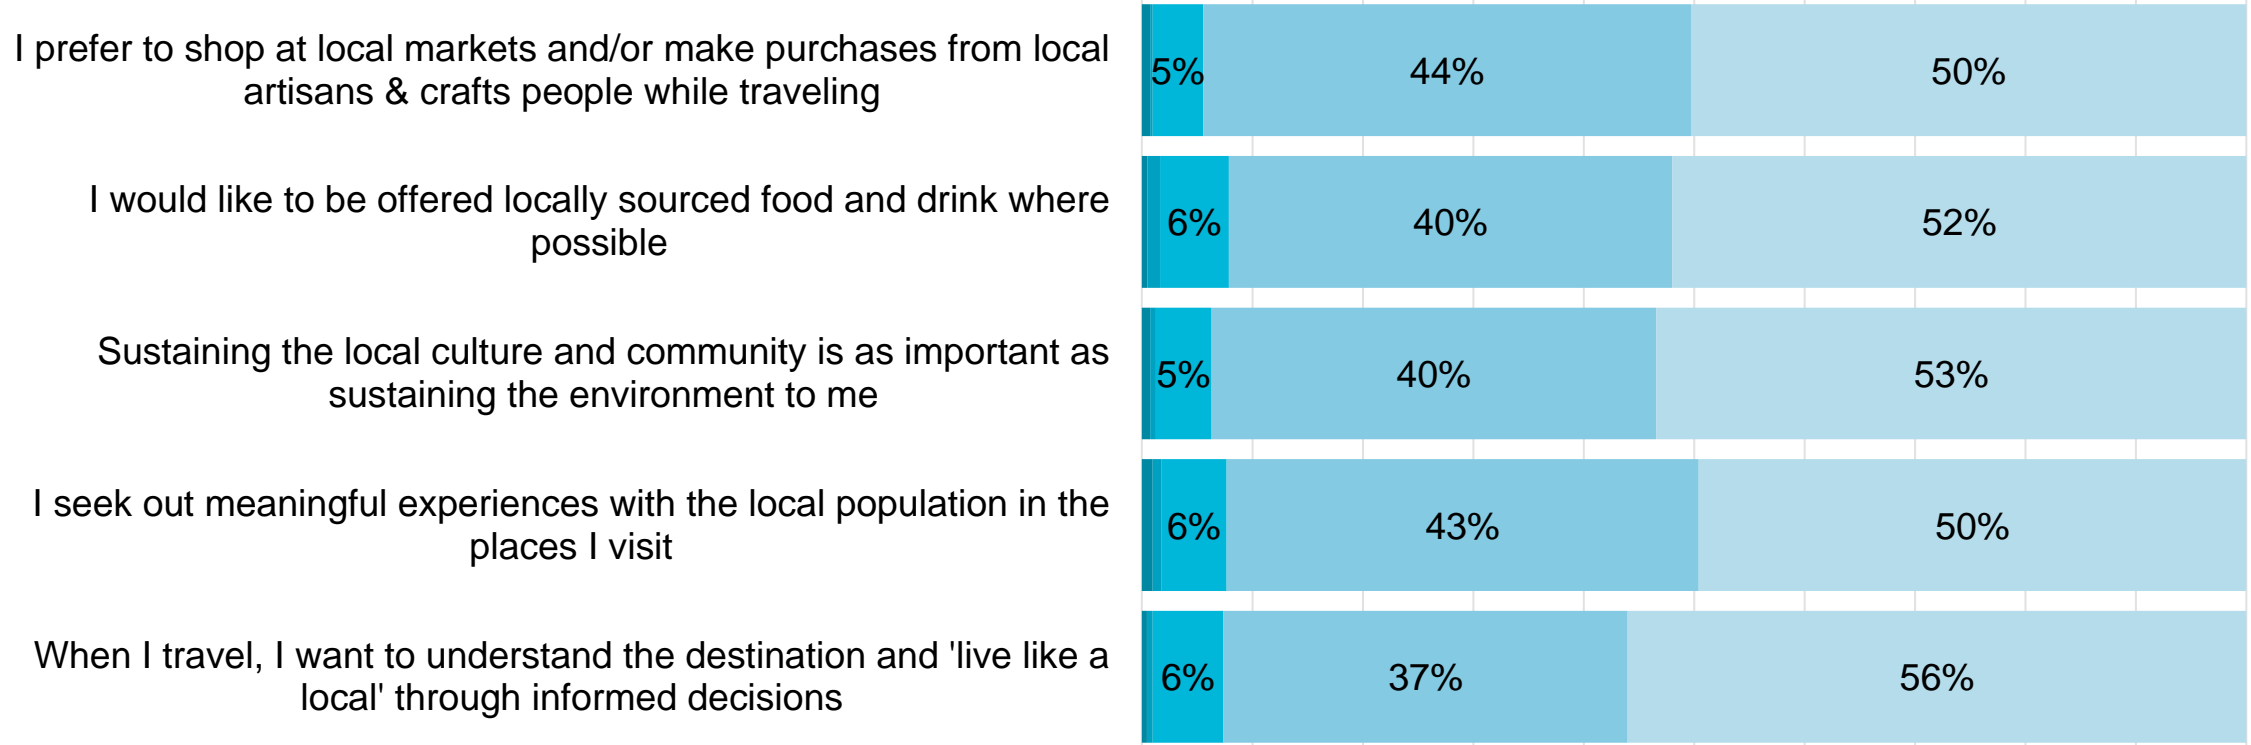 I prefer to shop at local markets and/or make purchases from local
artisans & crafts people while traveling
5% 44% 50%
I would like to be offered locally sourced food and drink where
possible
6% 40% 52%
Sustaining the local culture and community is as important as
sustaining the environment to me
5% 40% 53%
I seek out meaningful experiences with the local population in the
places I visit
6% 43% 50%
When I travel, I want to understand the destination and 'live like a
local' through informed decisions
6% 37% 56%